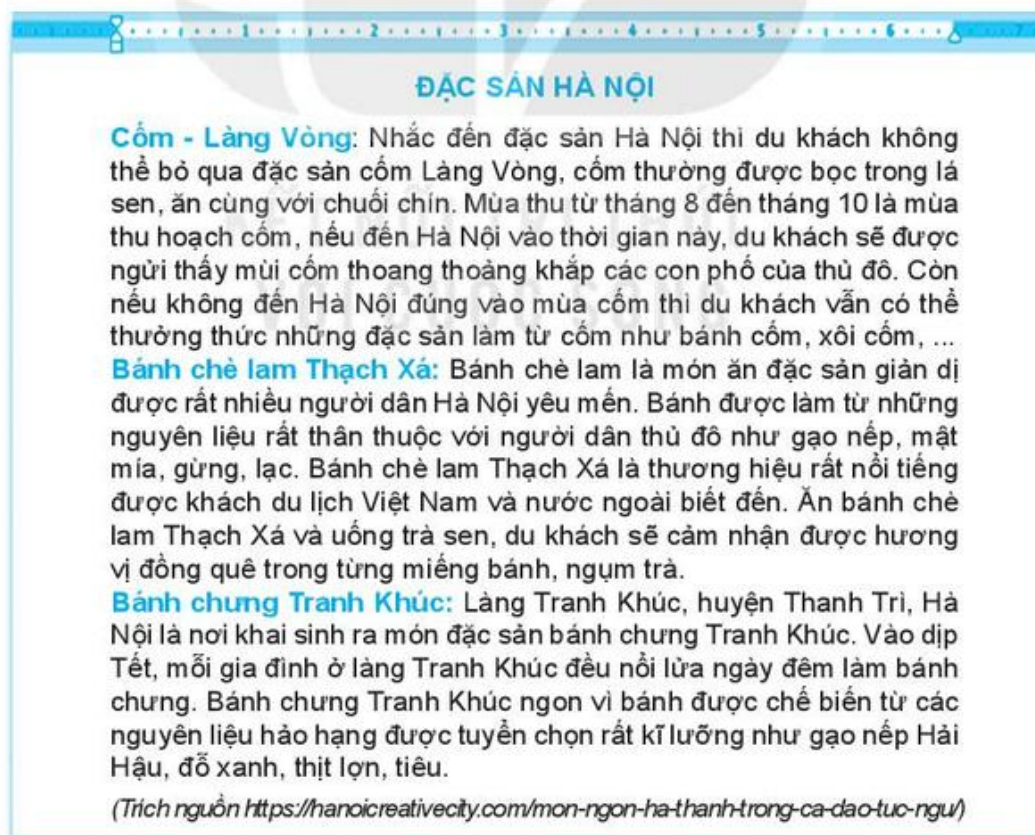 1 2 3 4 5 6 7
ĐẶC SẢN HÀ NỘI
Cốm - Làng Vòng: Nhắc đến đặc sản Hà Nội thì du khách không
thể bỏ qua đặc sản cốm Làng Vòng, cốm thường được bọc trong lá
sen, ăn cùng với chuối chín. Mùa thu từ tháng 8 đến tháng 10 là mùa
thu hoạch cốm, nếu đến Hà Nội vào thời gian này, du khách sẽ được
ngửi thấy mùi cốm thoang thoảng khắp các con phố của thủ đô. Còn
nếu không đến Hà Nội đúng vào mùa cốm thì du khách vẫn có thể
thưởng thức những đặc sản làm từ cốm như bánh cốm, xôi cốm, ...
Bánh chè lam Thạch Xá: Bánh chè lam là món ăn đặc sản giản dị
được rất nhiều người dân Hà Nội yêu mến. Bánh được làm từ những
nguyên liệu rất thân thuộc với người dân thủ đô như gạo nếp, mật
mía, gừng, lạc. Bánh chè lam Thạch Xá là thương hiệu rất nổi tiếng
được khách du lịch Việt Nam và nước ngoài biết đến. Ăn bánh chè
lam Thạch Xá và uống trà sen, du khách sẽ cảm nhận được hương
vị đồng quê trong từng miếng bánh, ngụm trà.
Bánh chưng Tranh Khúc: Làng Tranh Khúc, huyện Thanh Trì, Hà
Nội là nơi khai sinh ra món đặc sản bánh chưng Tranh Khúc. Vào dịp
Tết, mỗi gia đình ở làng Tranh Khúc đều nổi lửa ngày đêm làm bánh
chưng. Bánh chưng Tranh Khúc ngon vì bánh được chế biến từ các
nguyên liệu hảo hạng được tuyển chọn rất kĩ lưỡng như gạo nếp Hải
Hậu, đỗ xanh, thịt lợn, tiêu.
(Trích nguồn https://hanoicreativecity.com/mon-ngon-ha-thanh-trong-ca-dao-tuc-ngu/)